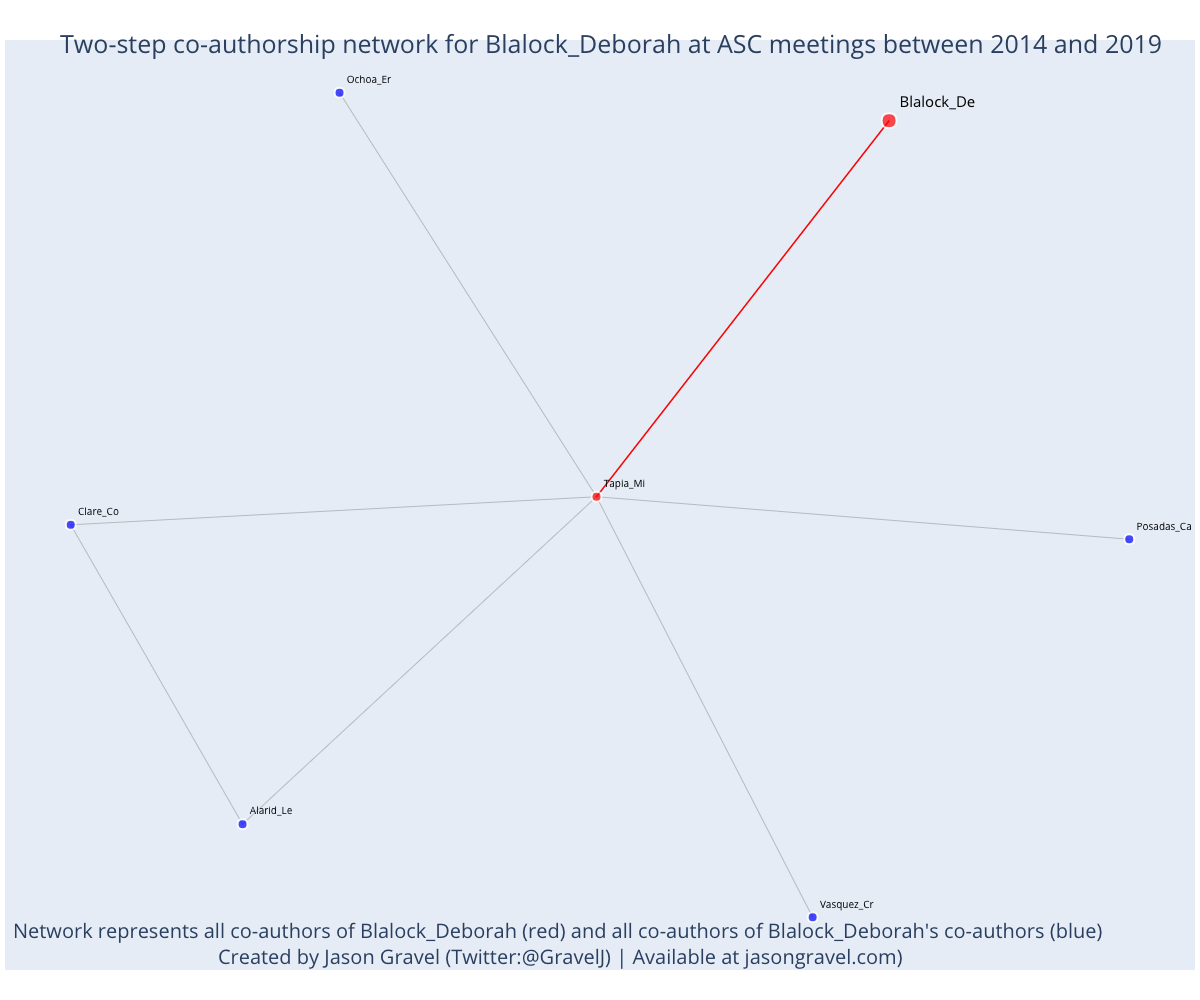 Two-step co-authorship network for Blalock_Deborah at ASC meetings between 2014 and 2019
Ochoa_Er
Blalock_De
Tapia_Mi
Clare_Co
Posadas_Ca
Alarid_Le
Vasquez_Cr
Network represents all co-authors of Blalock_Deborah (red) and all co-authors of Blalock_Deborah's co-authors (blue)
Created by Jason Gravel (Twitter:@GravelJ) | Available at jasongravel.com)